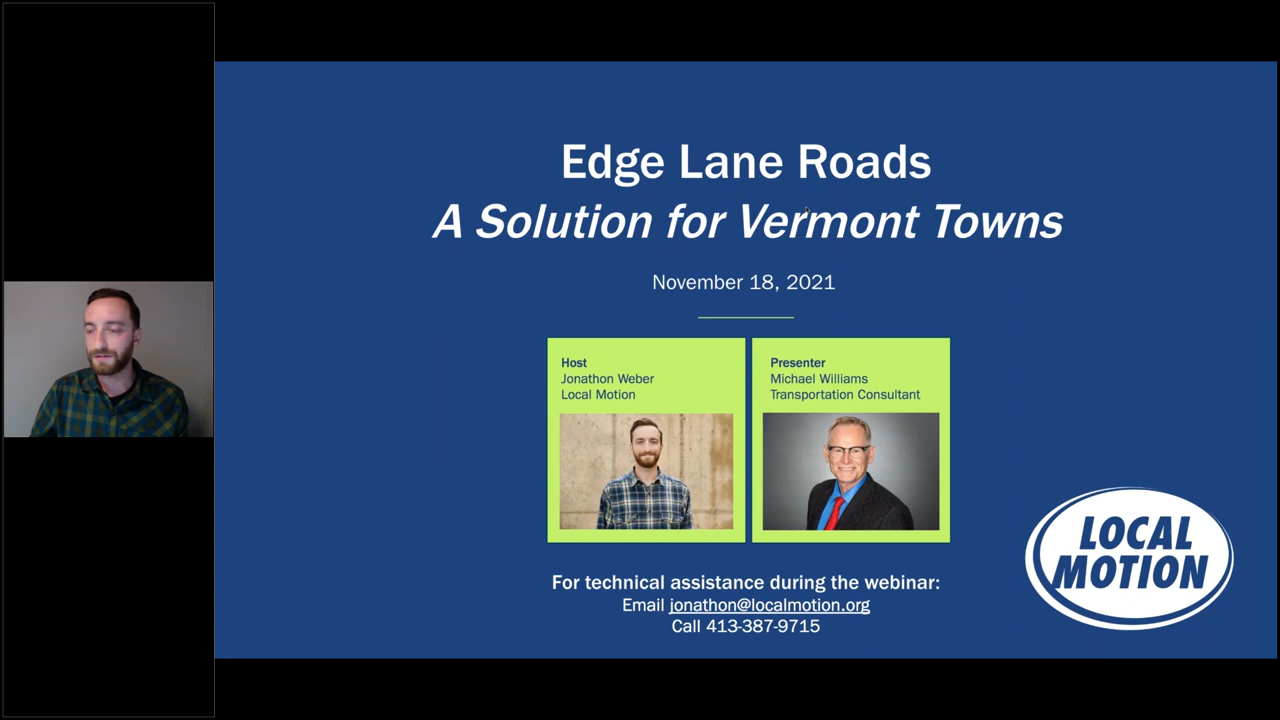 Edge Lane Roads
A Solution for Vermont Towns
November 18, 2021
Host
Jonathon Weber
Local Motion
Presenter
Michael Williams
Transportation Consultant
For technical assistance during the webinar:
Email jonathon@localmotion.org
Call 413-387-9715
LOCAL
MOTION